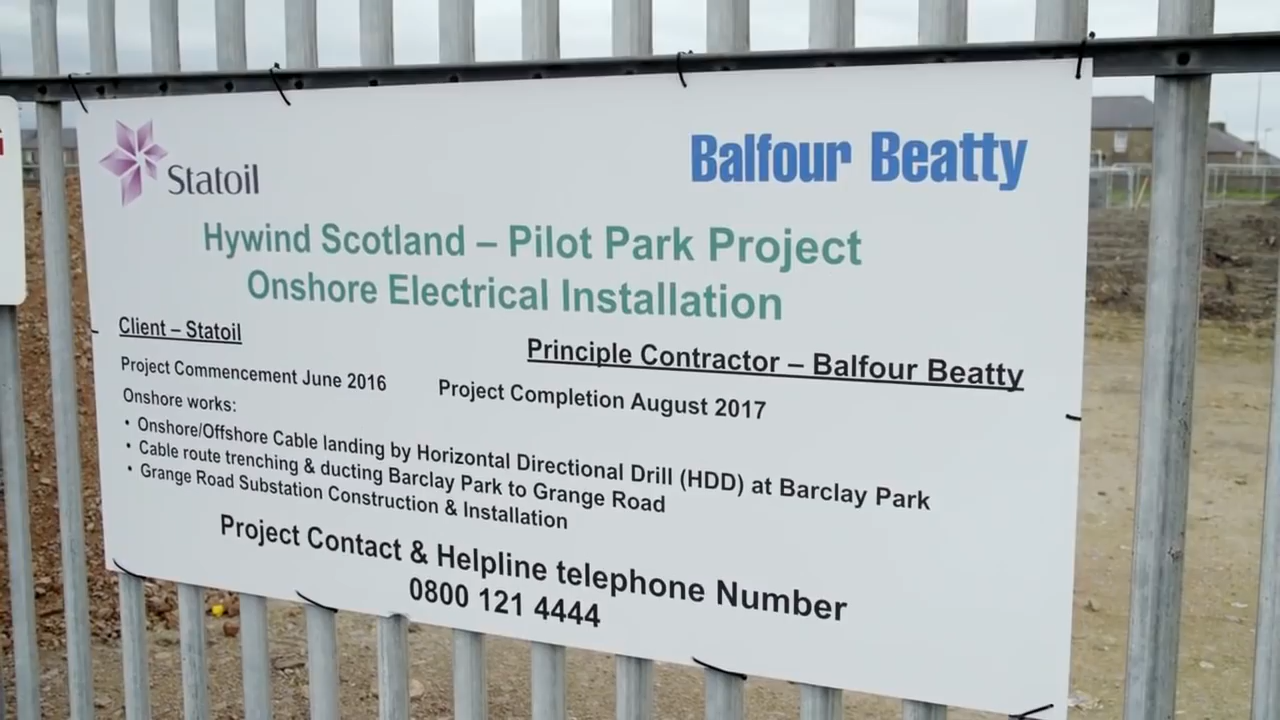 Statoil
Balfour Beatty
Hywind Scotland – Pilot Park Project
Onshore Electrical Installation
Client – Statoil
Principle Contractor – Balfour Beatty
Project Commencement June 2016
Project Completion August 2017
Onshore works:
• Onshore/Offshore Cable landing by Horizontal Directional Drill (HDD) at Barclay Park
• Cable route trenching & ducting Barclay Park to Grange Road
• Grange Road Substation Construction & Installation
Project Contact & Helpline telephone Number
0800 121 4444